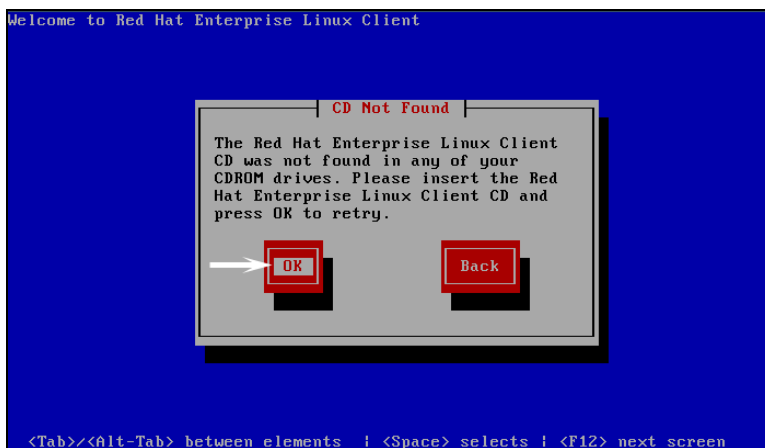 Welcome to Red Hat Enterprise Linux Client
CD Not Found
The Red Hat Enterprise Linux Client
CD was not found in any of your
CDROM drives. Please insert the Red
Hat Enterprise Linux Client CD and
press OK to retry.
OK Back
<Tab>/<Alt-Tab> between elements | <Space> selects | <F12> next screen